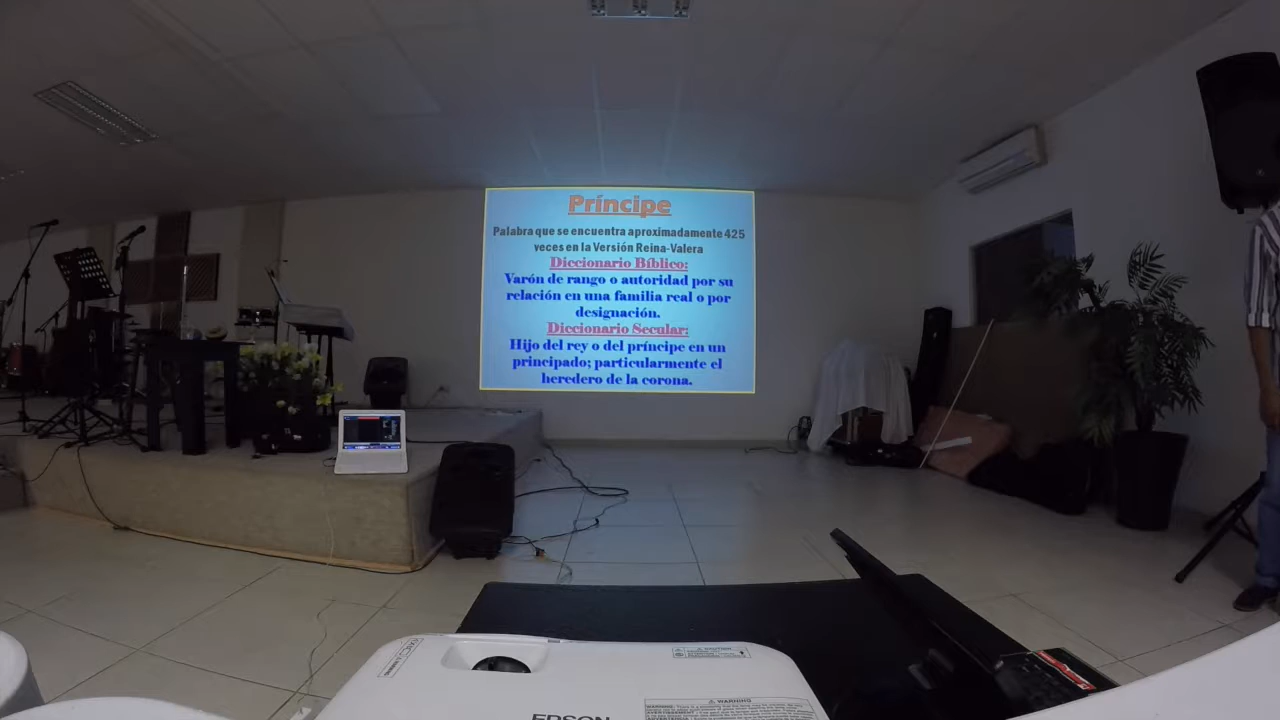 Príncipe
Palabra que se encuentra aproximadamente 425
veces en la Versión Reina-Valera
Diccionario Bíblico:
Varón de rango o autoridad por su
relación en una familia real o por
designación.
Diccionario Secular:
Hijo del rey o del príncipe en un
principado; particularmente el
heredero de la corona.
CAUTION
WARNING
EPSON